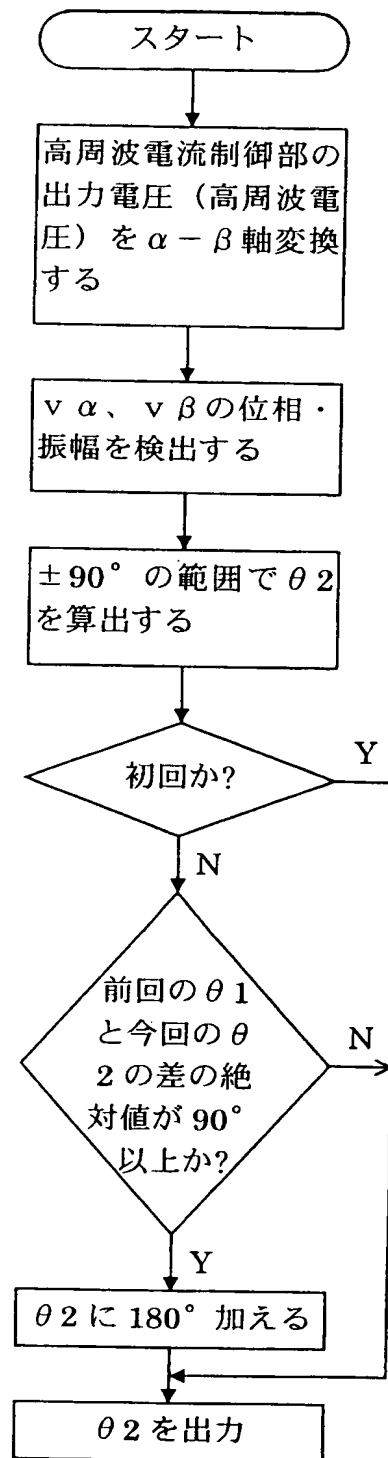 スタート
高周波電流制御部の
出力電圧（高周波電
圧）をα－β軸変換
する
vα、vβの位相・
振幅を検出する
±90°の範囲でθ2
を算出する
初回か?
Y
N
前回のθ1
と今回のθ
2の差の絶
対値が90°
以上か?
N
Y
θ2に180°加える
θ2を出力